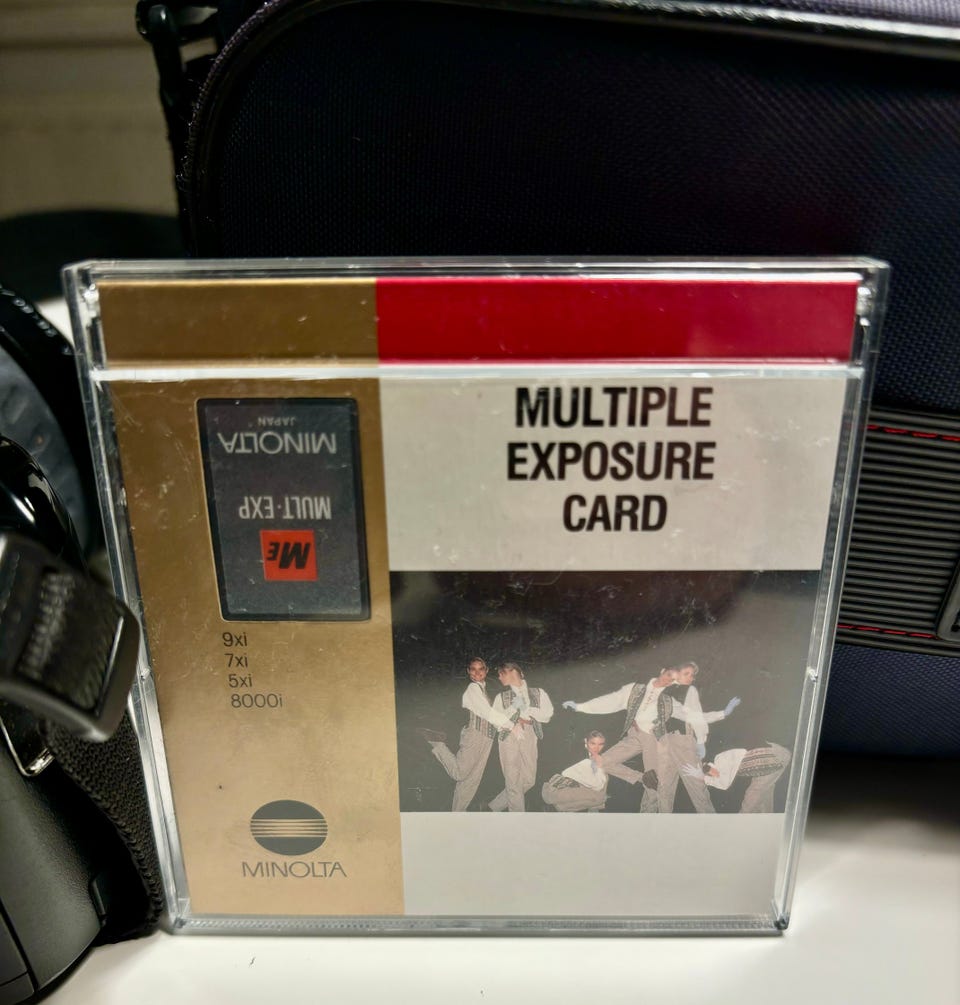 MULTIPLE
EXPOSURE
CARD
MINOLTA
JAPAN
MULT-EXP
ME
9xi
7xi
5xi
8000i
MINOLTA